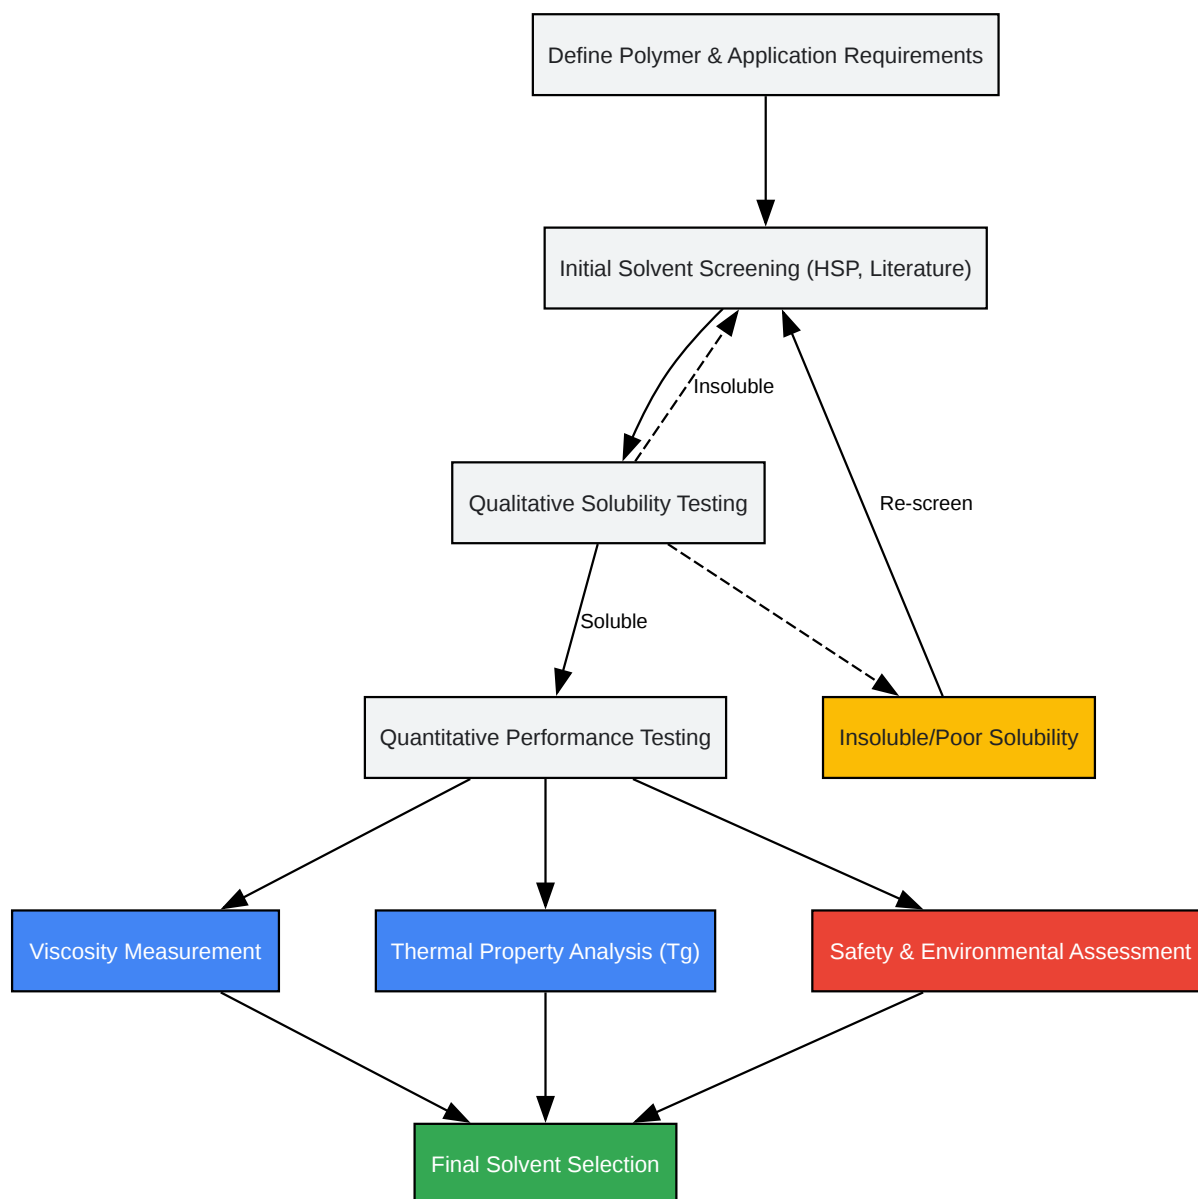 Define Polymer & Application Requirements
Initial Solvent Screening (HSP, Literature)
Insoluble
Qualitative Solubility Testing
Re-screen
Soluble
Quantitative Performance Testing
Insoluble/Poor Solubility
Viscosity Measurement
Thermal Property Analysis (Tg)
Safety & Environmental Assessment
Final Solvent Selection